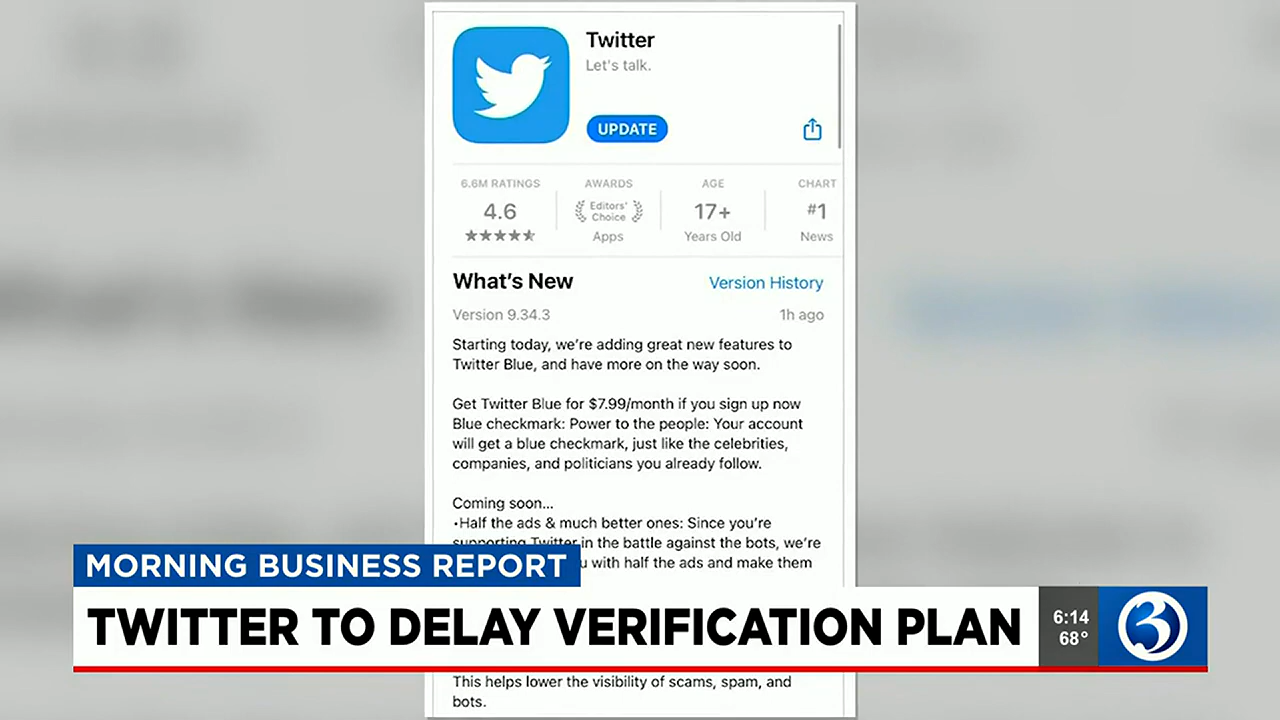 Twitter
Let's talk.
UPDATE
6.6M RATINGS
4.6
AWARDS
Editors'
Choice
Apps
AGE
17+
Years Old
CHART
#1
News
What's New
Version History
Version 9.34.3
1h ago
Starting today, we're adding great new features to
Twitter Blue, and have more on the way soon.
Get Twitter Blue for $7.99/month if you sign up now
Blue checkmark: Power to the people: Your account
will get a blue checkmark, just like the celebrities,
companies, and politicians you already follow.
Coming soon...
•Half the ads & much better ones: Since you're
supporting Twitter in the battle against the bots, we're
with half the ads and make them
MORNING BUSINESS REPORT
TWITTER TO DELAY VERIFICATION PLAN
6:14
68°
3
This helps lower the visibility of scams, spam, and
bots.